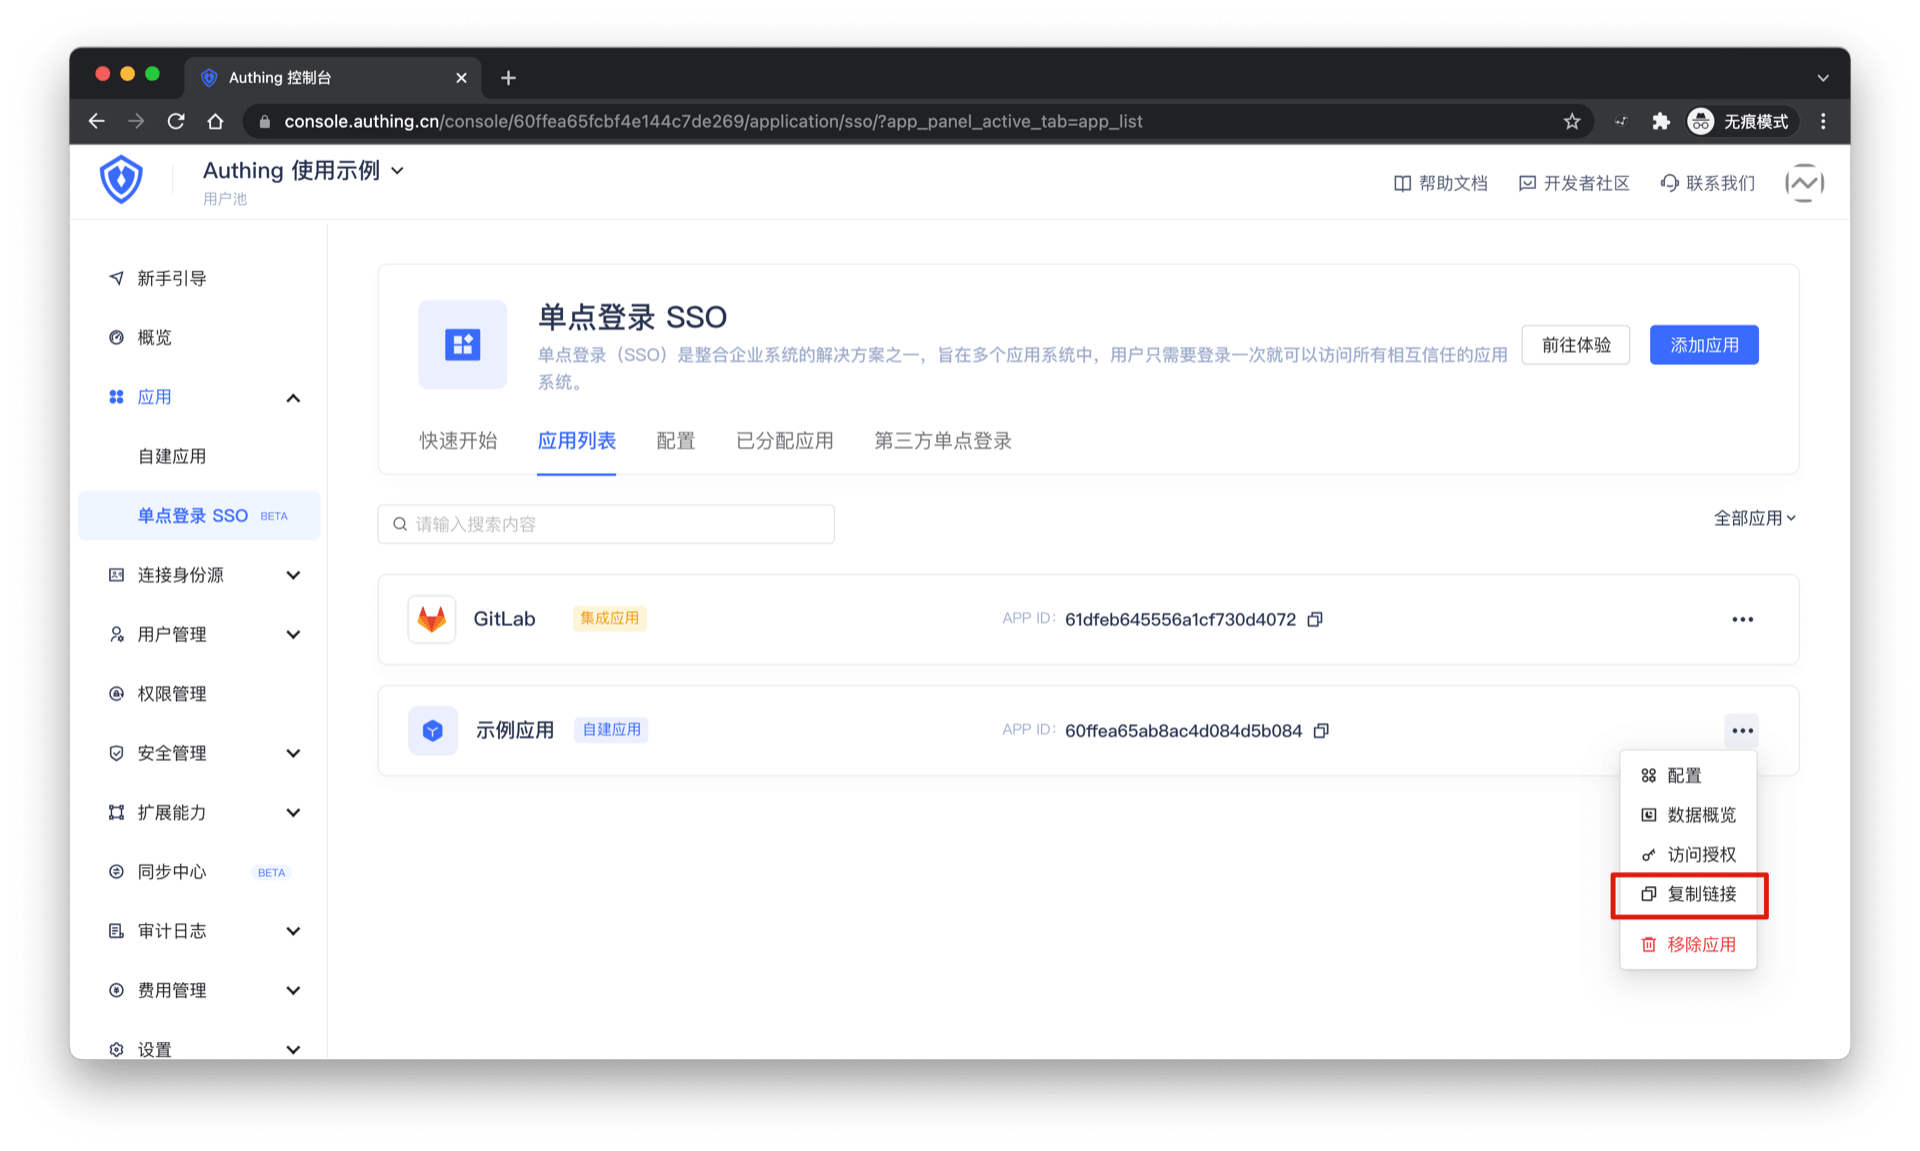 Authing 控制台
console.authing.cn/console/60ffea65fcbf4e144c7de269/application/sso/?app_panel_active_tab=app_list
无痕模式
Authing 使用示例
用户池
帮助文档
开发者社区
联系我们
新手引导
概览
应用
自建应用
单点登录 SSO BETA
连接身份源
用户管理
权限管理
安全管理
扩展能力
同步中心 BETA
审计日志
费用管理
设置
单点登录 SSO
单点登录（SSO）是整合企业系统的解决方案之一，旨在多个应用系统中，用户只需要登录一次就可以访问所有相互信任的应用
系统。
前往体验
添加应用
快速开始 应用列表 配置 已分配应用 第三方单点登录
请输入搜索内容
全部应用
GitLab 集成应用 APP ID: 61dfeb645556a1cf730d4072
示例应用 自建应用 APP ID: 60ffea65ab8ac4d084d5b084
配置
数据概览
访问授权
复制链接
移除应用